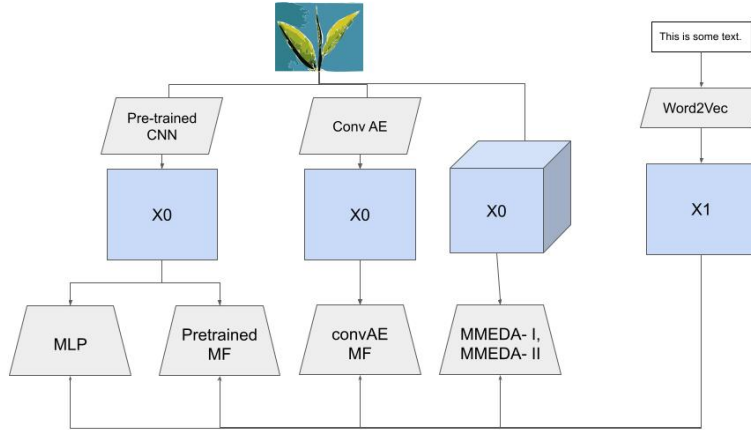 This is some text.
Pre-trained
CNN
Conv AE
Word2Vec
X0
X0
X0
X1
MLP
Pretrained
MF
convAE
MF
MMEDA- I,
MMEDA- II